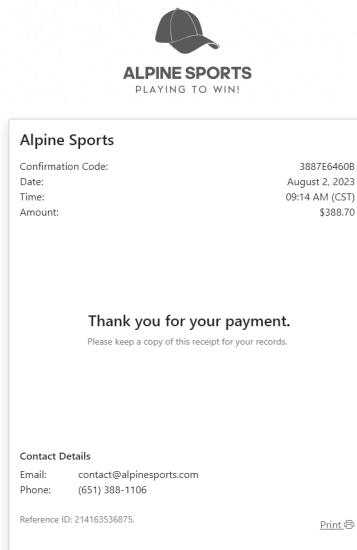 ALPINE SPORTS
PLAYING TO WIN!
Alpine Sports
Confirmation Code: 3887E6460B
Date: August 2, 2023
Time: 09:14 AM (CST)
Amount: $388.70
Thank you for your payment.
Please keep a copy of this receipt for your records.
Contact Details
Email: contact@alpinesports.com
Phone: (651) 388-1106
Reference ID: 214163536875.
Print